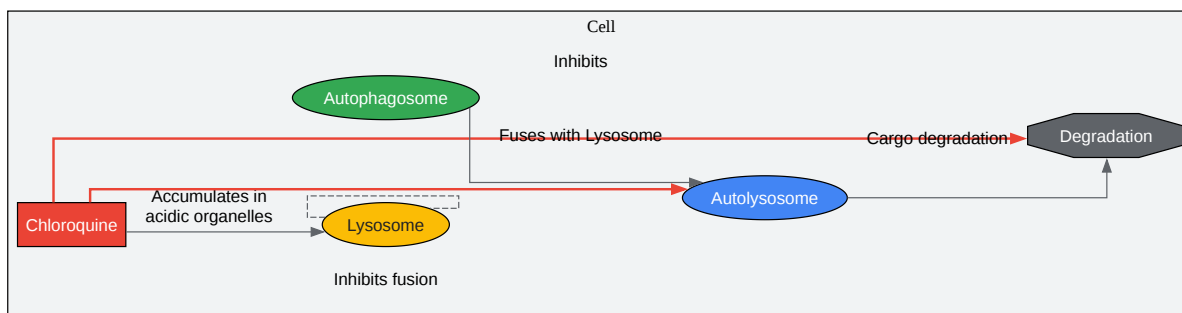 Cell
Inhibits
Autophagosome
Fuses with Lysosome
Cargo degradation
Degradation
Accumulates in
acidic organelles
Autolysosome
Chloroquine
Lysosome
Inhibits fusion